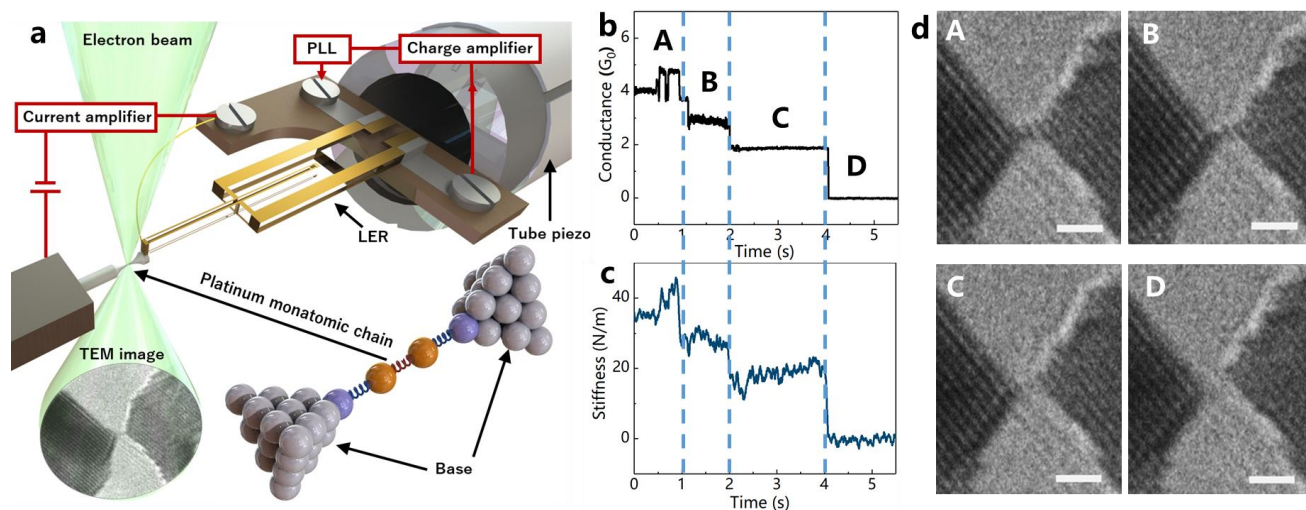 a
Electron beam
PLL
Charge amplifier
Current amplifier
LER
Tube piezo
Platinum monatomic chain
TEM image
Base
b
Conductance (G₀)
6
4
2
0
A
B
C
D
0 1 2 3 4 5
Time (s)
c
Stiffness (N/m)
40
20
0
0 1 2 3 4 5
Time (s)
d
A
B
C
D